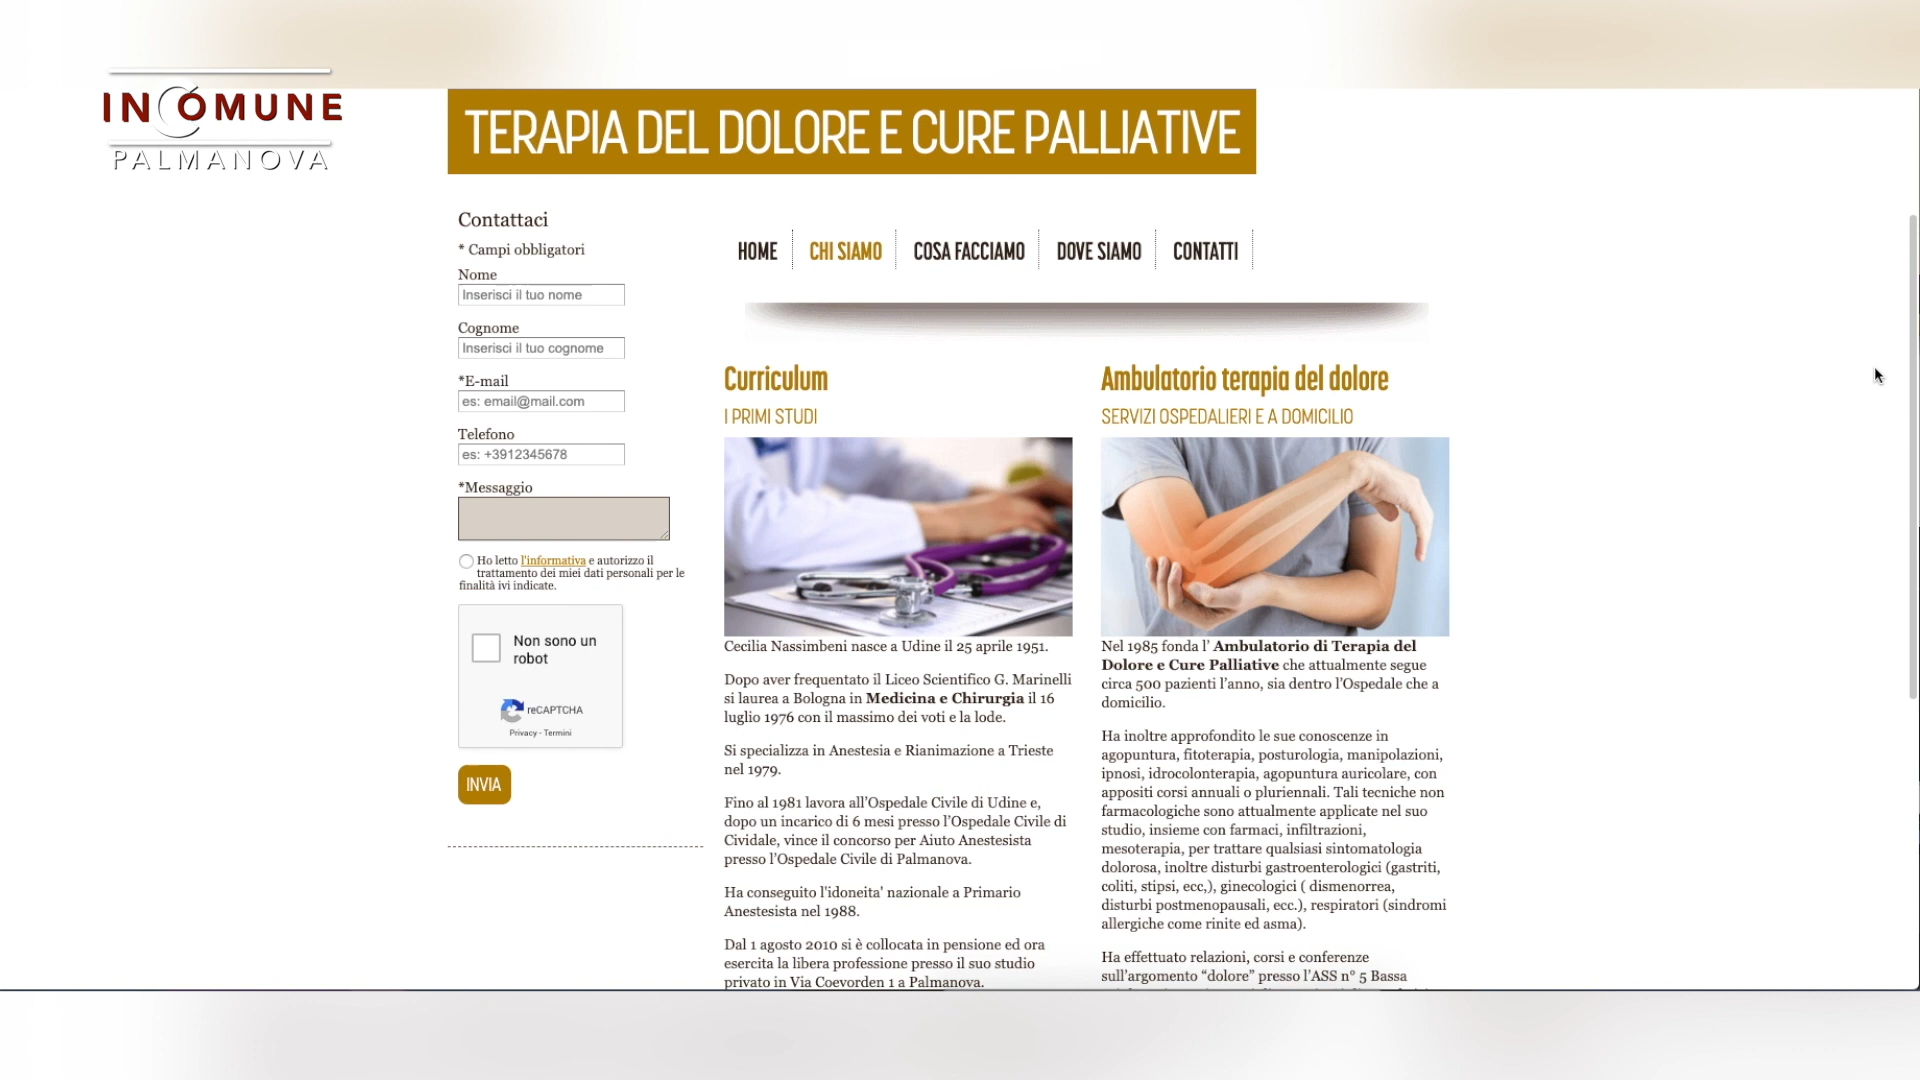 INCOMUNE
PALMANOVA
TERAPIA DEL DOLORE E CURE PALLIATIVE
Contattaci
* Campi obbligatori
Nome
Inserisci il tuo nome
Cognome
Inserisci il tuo cognome
*E-mail
es: email@mail.com
Telefono
es: +3912345678
*Messaggio
Ho letto l'informativa e autorizzo il
trattamento dei miei dati personali per le
finalità ivi indicate.
Non sono un
robot
reCAPTCHA
Privacy - Termini
INVIA
HOME
CHI SIAMO
COSA FACCIAMO
DOVE SIAMO
CONTATTI
Curriculum
I PRIMI STUDI
Cecilia Nassimbeni nasce a Udine il 25 aprile 1951.
Dopo aver frequentato il Liceo Scientifico G. Marinelli
si laurea a Bologna in Medicina e Chirurgia il 16
luglio 1976 con il massimo dei voti e la lode.
Si specializza in Anestesia e Rianimazione a Trieste
nel 1979.
Fino al 1981 lavora all'Ospedale Civile di Udine e,
dopo un incarico di 6 mesi presso l'Ospedale Civile di
Cividale, vince il concorso per Aiuto Anestesista
presso l'Ospedale Civile di Palmanova.
Ha conseguito l'idoneita' nazionale a Primario
Anestesista nel 1988.
Dal 1 agosto 2010 si è collocata in pensione ed ora
esercita la libera professione presso il suo studio
privato in Via Coevorden 1 a Palmanova.
Ambulatorio terapia del dolore
SERVIZI OSPEDALIERI E A DOMICILIO
Nel 1985 fonda l' Ambulatorio di Terapia del
Dolore e Cure Palliative che attualmente segue
circa 500 pazienti l'anno, sia dentro l'Ospedale che a
domicilio.
Ha inoltre approfondito le sue conoscenze in
agopuntura, fitoterapia, posturologia, manipolazioni,
ipnosi, idrocolonterapia, agopuntura auricolare, con
appositi corsi annuali o pluriennali. Tali tecniche non
farmacologiche sono attualmente applicate nel suo
studio, insieme con farmaci, infiltrazioni,
mesoterapia, per trattare qualsiasi sintomatologia
dolorosa, inoltre disturbi gastroenterologici (gastriti,
coliti, stipsi, ecc,), ginecologici ( dismenorrea,
disturbi postmenopausali, ecc.), respiratori (sindromi
allergiche come rinite ed asma).
Ha effettuato relazioni, corsi e conferenze
sull'argomento “dolore” presso l'ASS n° 5 Bassa